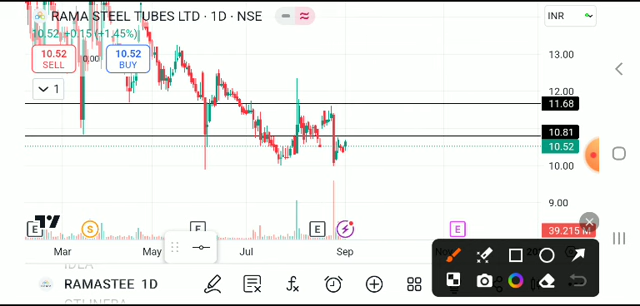 RAMA STEEL TUBES LTD · 1D · NSE
INR
10.52 +0.15 (+1.45%)
10.52 SELL
0.00
10.52 BUY
1
13.00
12.00
11.68
10.81
10.52
10.00
9.00
39.215 M
E
S
E
E
E
Mar
May
Jul
Sep
RAMASTEE 1D